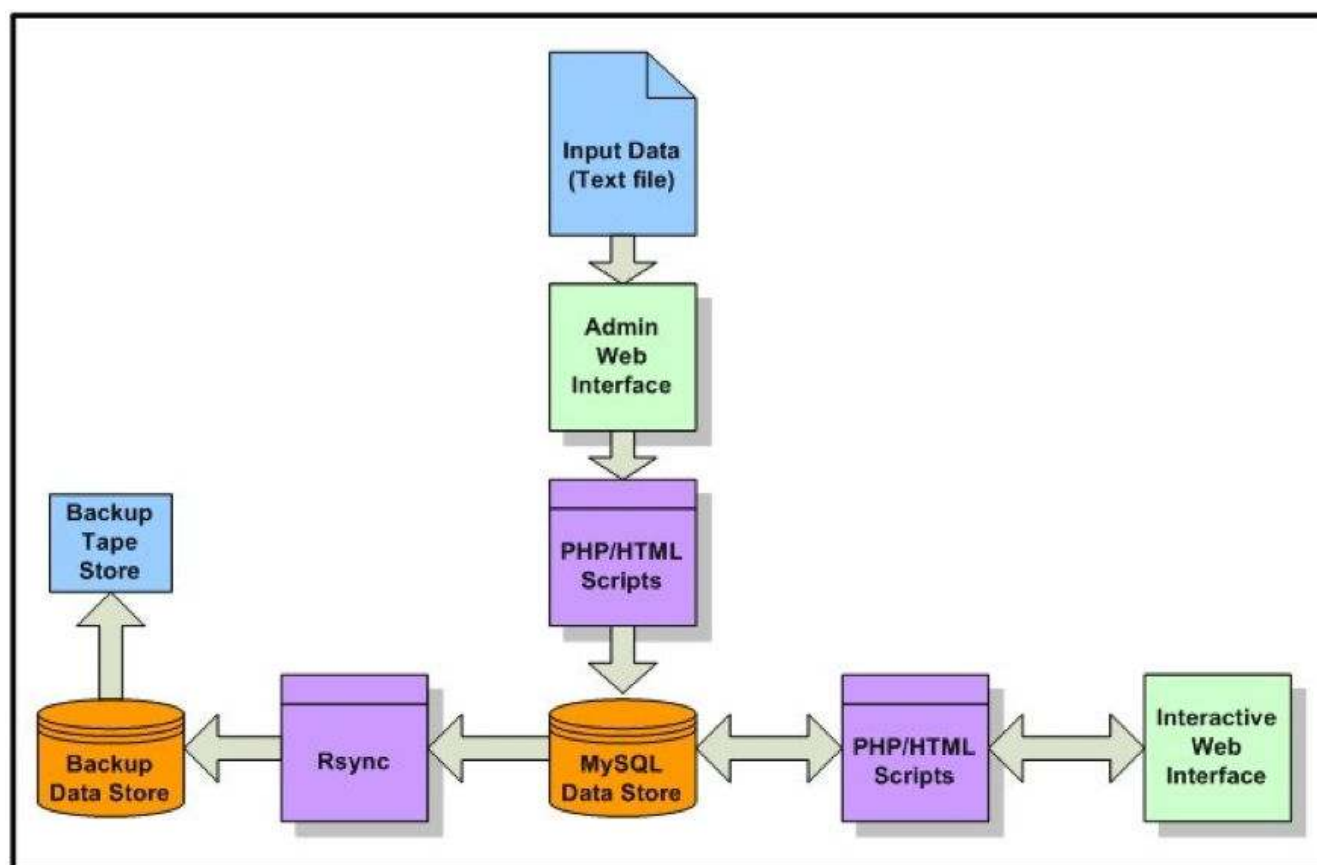 Input Data
(Text file)
Admin
Web
Interface
PHP/HTML
Scripts
Backup
Tape
Store
Backup
Data Store
Rsync
MySQL
Data Store
PHP/HTML
Scripts
Interactive
Web
Interface